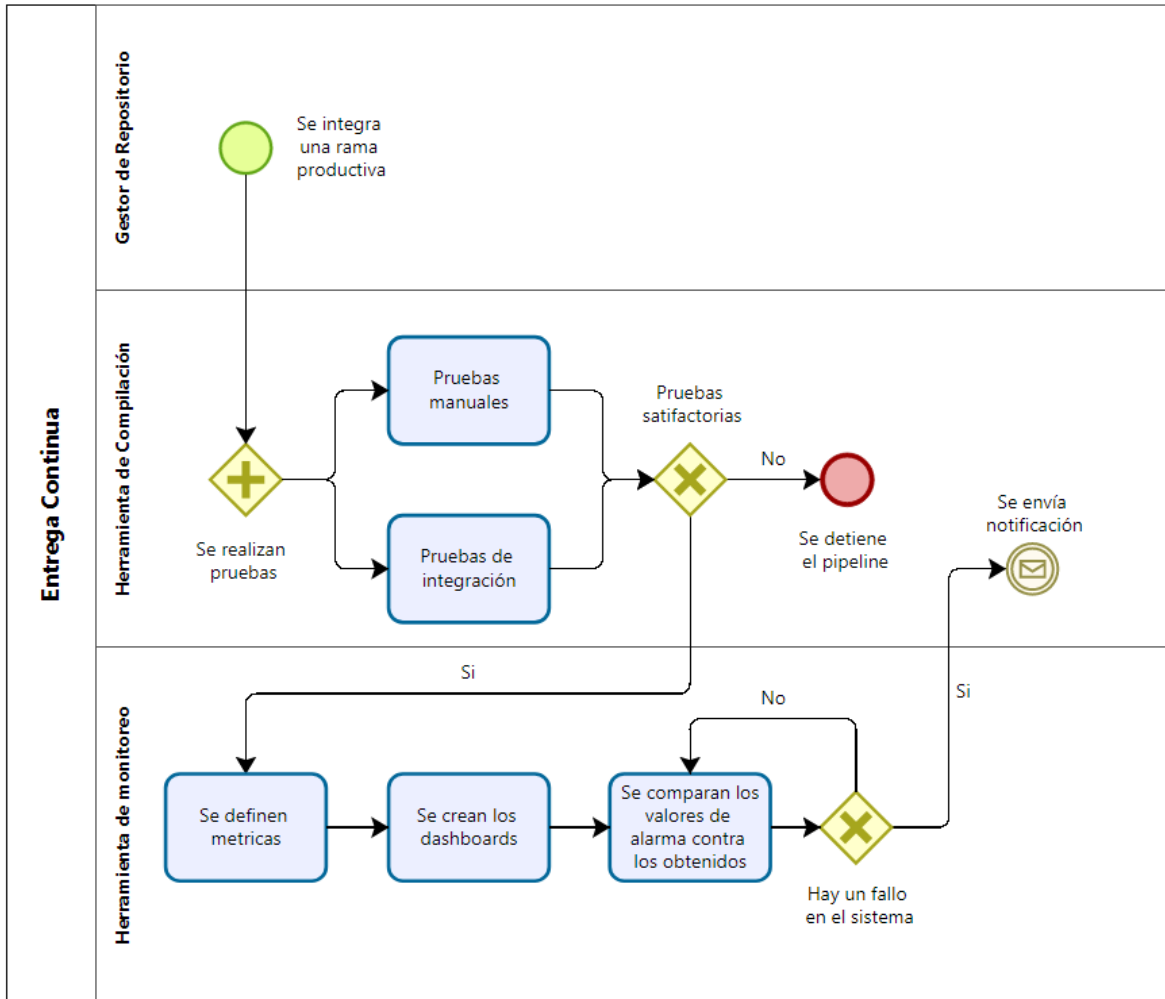 Entrega Continua
Gestor de Repositorio
Se integra
una rama
productiva
Herramienta de Compilación
Se realizan
pruebas
Pruebas
manuales
Pruebas de
integración
Pruebas
satifactorias
No
Se detiene
el pipeline
Se envía
notificación
Si
Herramienta de monitoreo
Se definen
metricas
Se crean los
dashboards
Se comparan los
valores de
alarma contra
los obtenidos
No
Si
Hay un fallo
en el sistema